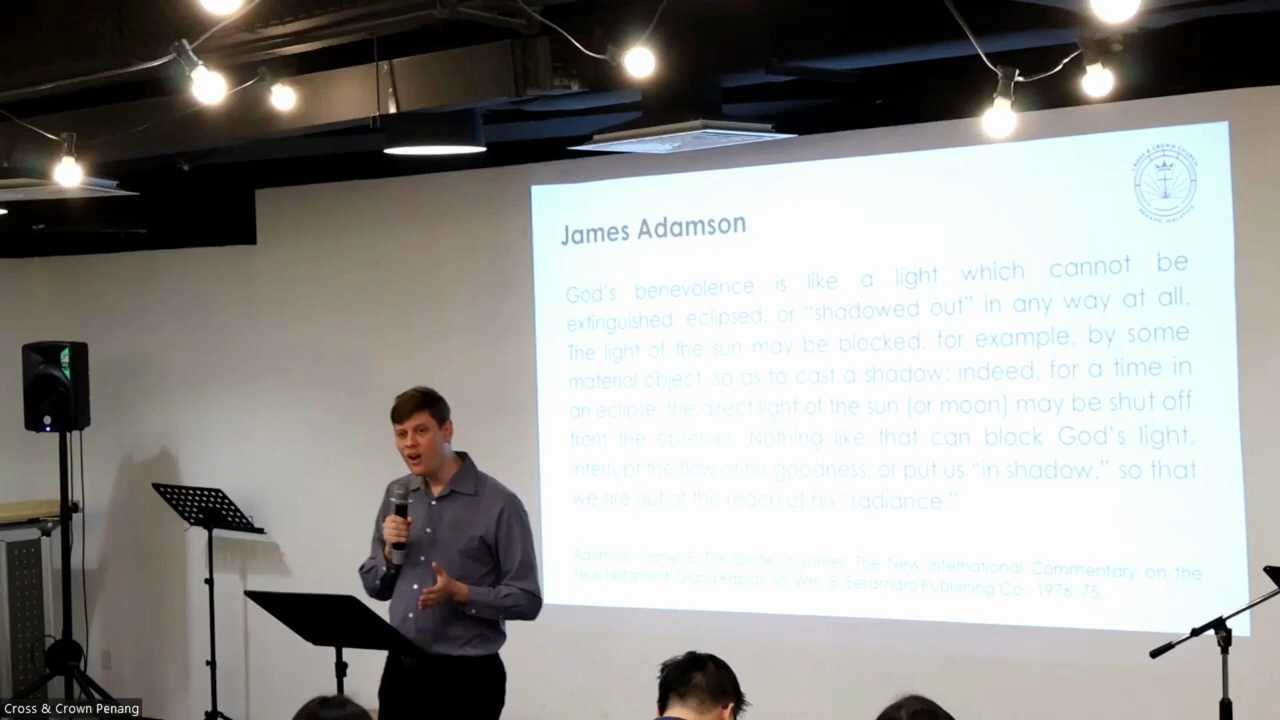 CROSS & CROWN CHURCH
PENANG, MALAYSIA
James Adamson
God's benevolence is like a light which cannot be
extinguished, eclipsed, or "shadowed out" in any way at all.
The light of the sun may be blocked, for example, by some
material object, so as to cast a shadow; indeed, for a time in
an eclipse, the direct light of the sun (or moon) may be shut off
from the observer. Nothing like that can block God's light,
interrupt the flow of his goodness, or put us "in shadow," so that
we are out of the reach of his "radiance."
Adamson, James B. The Epistle of James. The New International Commentary on the
New Testament. Grand Rapids, MI: Wm. B. Eerdmans Publishing Co., 1976, 75.
Cross & Crown Penang